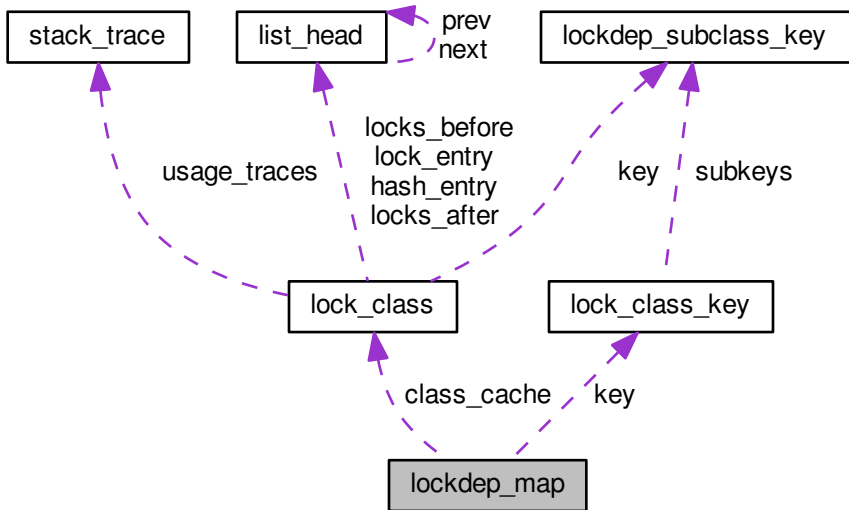 stack_trace
list_head
prev
next
lockdep_subclass_key
usage_traces
locks_before
lock_entry
hash_entry
locks_after
key
subkeys
lock_class
lock_class_key
class_cache
key
lockdep_map